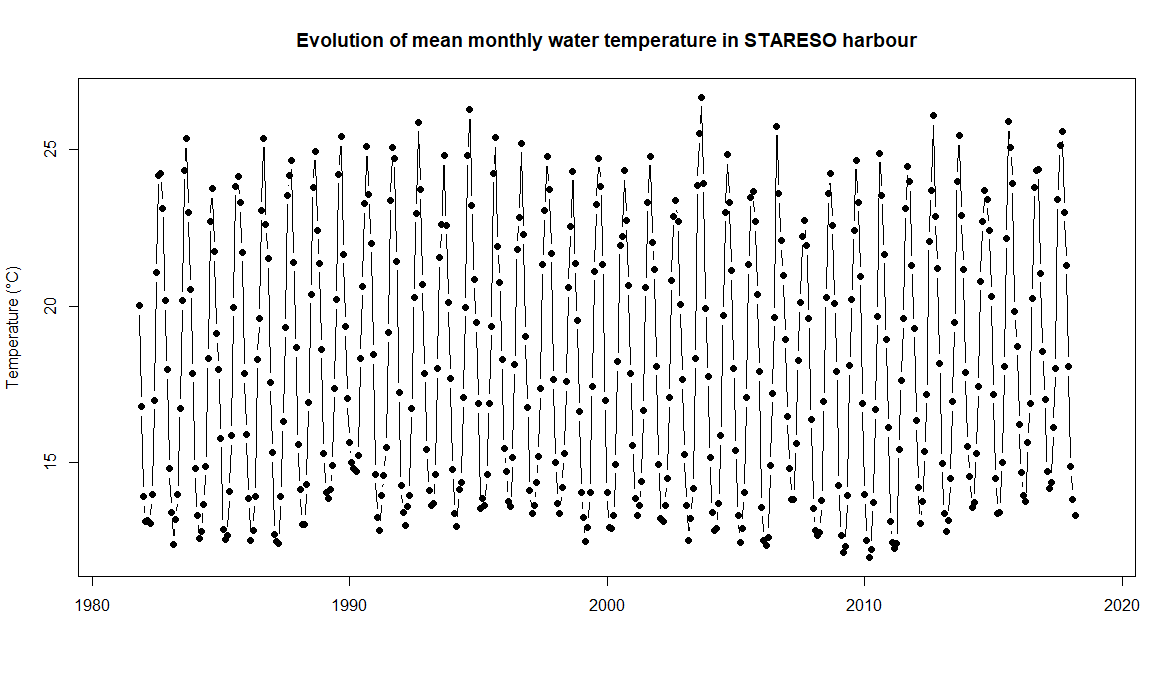 Evolution of mean monthly water temperature in STARESO harbour
Temperature (°C)
25
20
15
1980 1990 2000 2010 2020